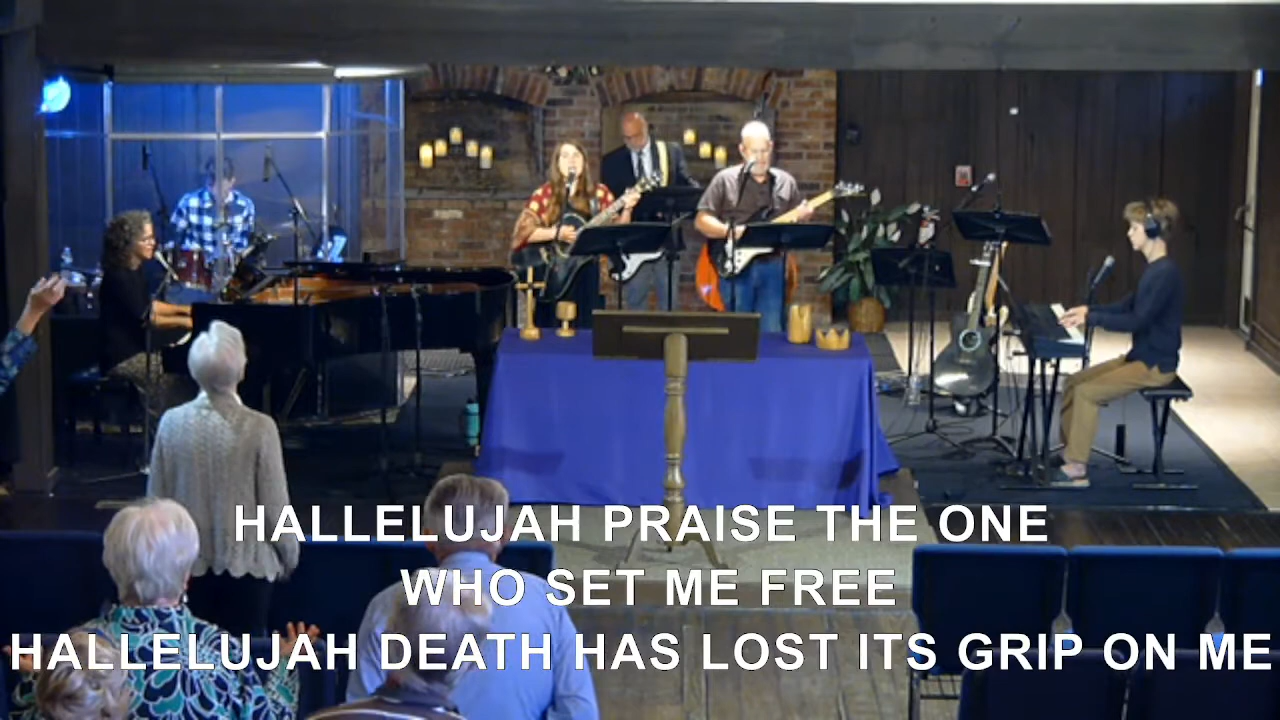 HALLELUJAH PRAISE THE ONE
WHO SET ME FREE
HALLELUJAH DEATH HAS LOST ITS GRIP ON ME